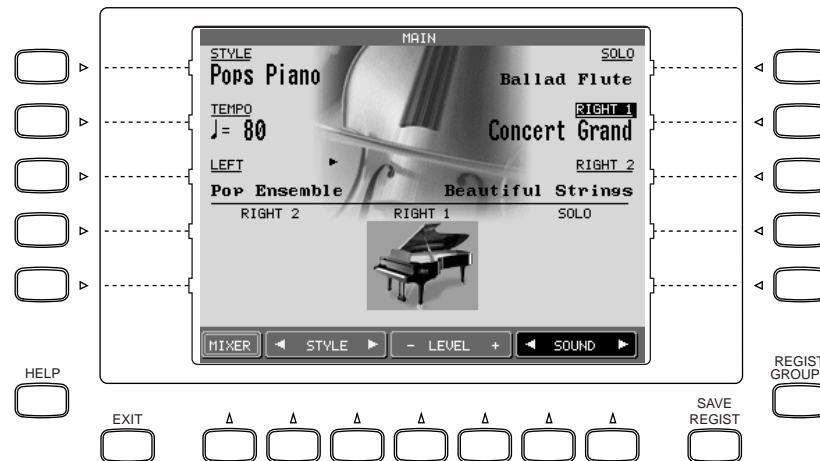 MAIN
STYLE
SOLO
Pops Piano
Ballad Flute
TEMPO
RIGHT 1
♩= 80
Concert Grand
LEFT
RIGHT 2
Pop Ensemble
Beautiful Strings
RIGHT 2 RIGHT 1 SOLO
MIXER ◄ STYLE ► - LEVEL + ◄ SOUND ►
HELP
REGIST
GROUP
EXIT
SAVE
REGIST